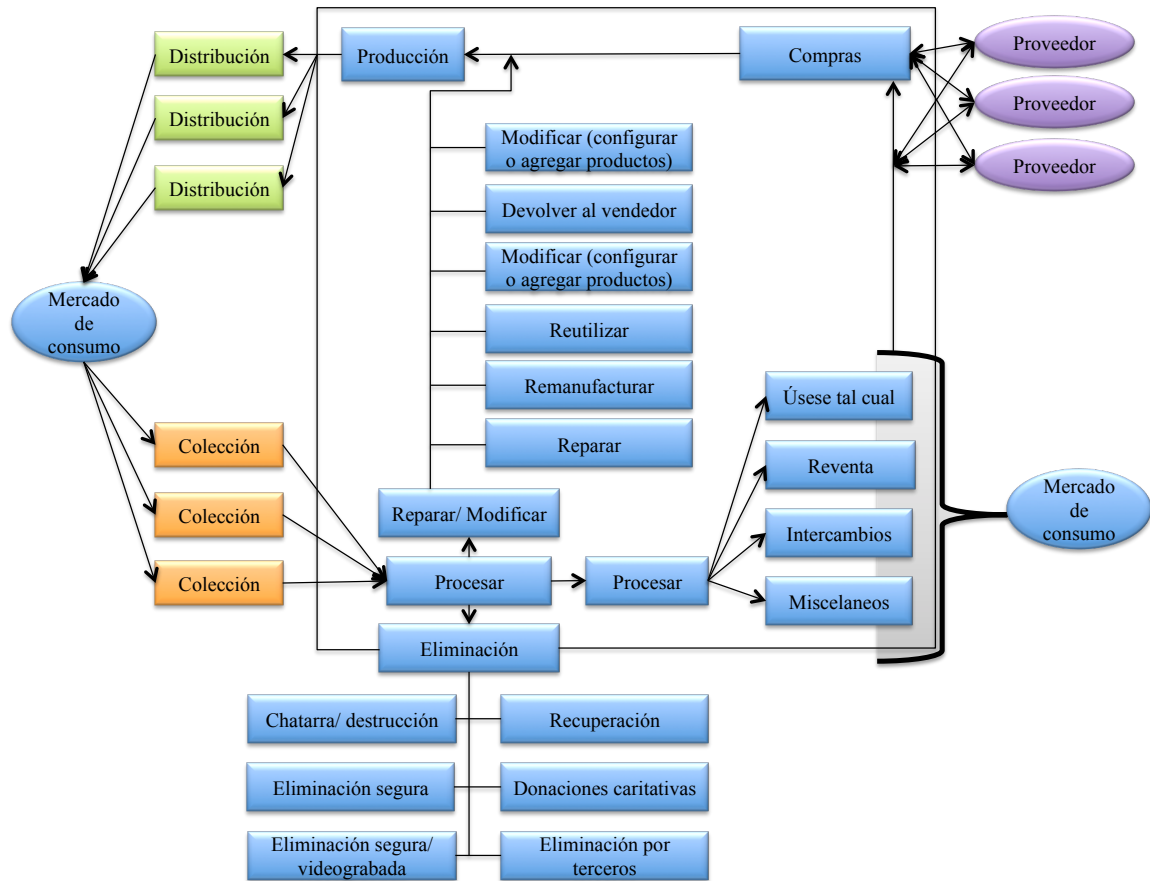 Distribución
Producción
Compras
Proveedor
Distribución
Proveedor
Distribución
Proveedor
Modificar (configurar
o agregar productos)
Devolver al vendedor
Modificar (configurar
o agregar productos)
Mercado
de
consumo
Reutilizar
Remanufacturar
Reparar
Úsese tal cual
Reventa
Intercambios
Miscelaneos
Mercado
de
consumo
Colección
Colección
Colección
Reparar/ Modificar
Procesar
Procesar
Eliminación
Chatarra/ destrucción
Recuperación
Eliminación segura
Donaciones caritativas
Eliminación segura/
videograbada
Eliminación por
terceros